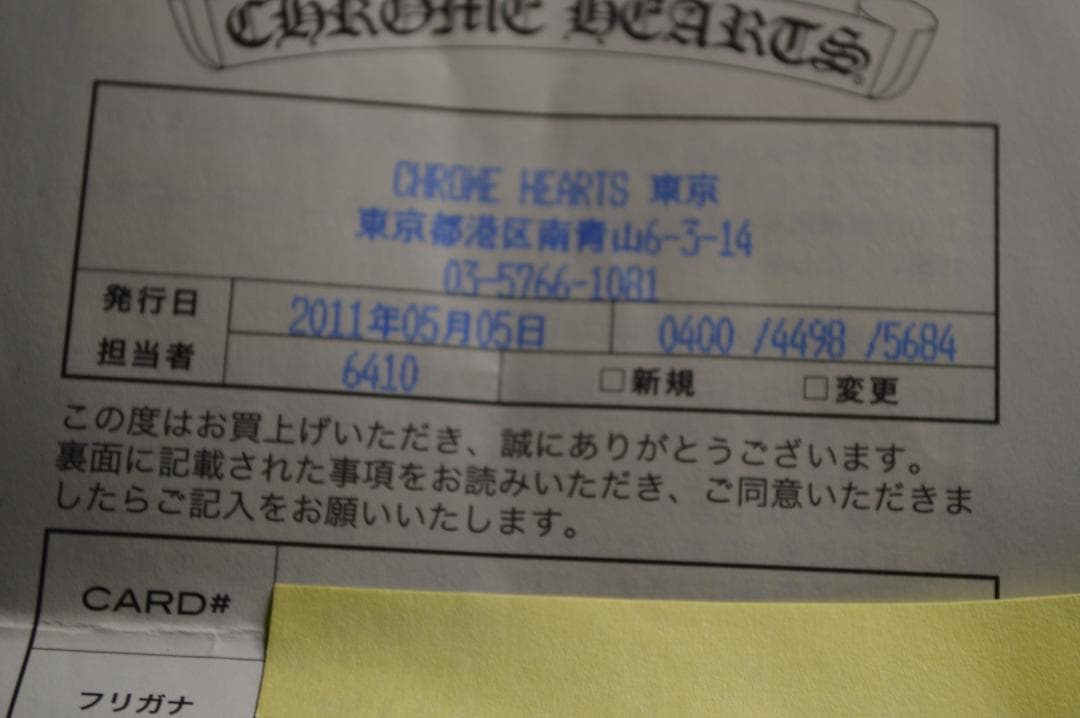 CHROME HEARTS
CHROME HEARTS 東京
東京都港区南青山6-3-14
03-5766-1081
発行日 2011年05月05日 0400 /4498 /5684
担当者 6410 □新規 □変更
この度はお買上げいただき、誠にありがとうございます。
裏面に記載された事項をお読みいただき、ご同意いただきま
したらご記入をお願いいたします。
CARD#
フリガナ